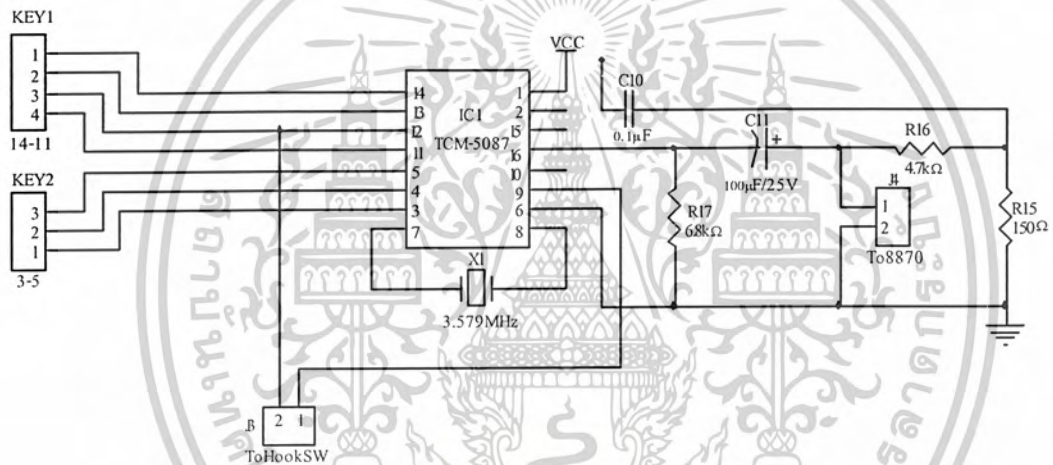 KEY1
1
2
3
4
14-11
KEY2
3
2
1
3-5
IC1
TCM-5087
14
13
12
11
5
4
3
7
1
2
15
16
10
9
6
8
VCC
X1
3.579MHz
C10
0.1µF
C11
+
100µF/25V
R16
4.7kΩ
R17
6.8kΩ
J4
1
2
To8870
R15
150Ω
J3
2
1
ToHookSW